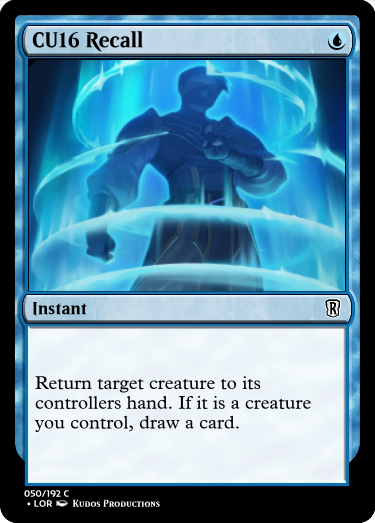 CU16 Recall
Instant
R
Return target creature to its
controllers hand. If it is a creature
you control, draw a card.
050/192 C
• LOR Kudos Productions